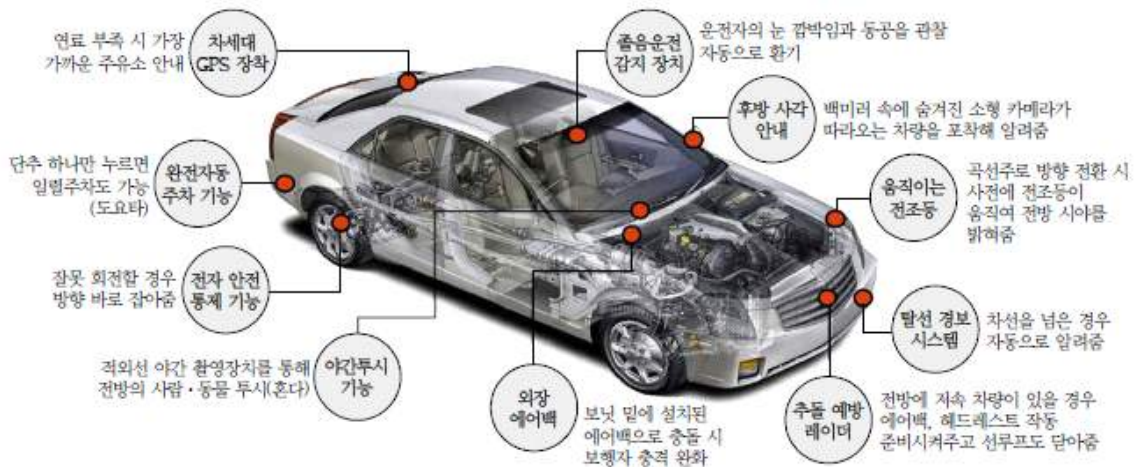 연료 부족 시 가장
가까운 주유소 안내
차세대
GPS 장착
졸음운전
감지 장치
운전자의 눈 깜박임과 동공을 관찰
자동으로 환기
후방 사각
안내
백미러 속에 숨겨진 소형 카메라가
따라오는 차량을 포착해 알려줌
단추 하나만 누르면
일렬주차도 가능
(도요타)
완전자동
주차 기능
움직이는
전조등
곡선주로 방향 전환 시
사전에 전조등이
움직여 전방 시야를
밝혀줌
잘못 회전할 경우
방향 바로 잡아줌
전자 안전
통제 기능
탈선 경보
시스템
차선을 넘은 경우
자동으로 알려줌
적외선 야간 촬영장치를 통해
전방의 사람·동물 투시(혼다)
야간투시
기능
외장
에어백
보닛 밑에 설치된
에어백으로 충돌 시
보행자 충격 완화
추돌 예방
레이더
전방에 저속 차량이 있을 경우
에어백, 헤드레스트 작동
준비시켜주고 선루프도 닫아줌